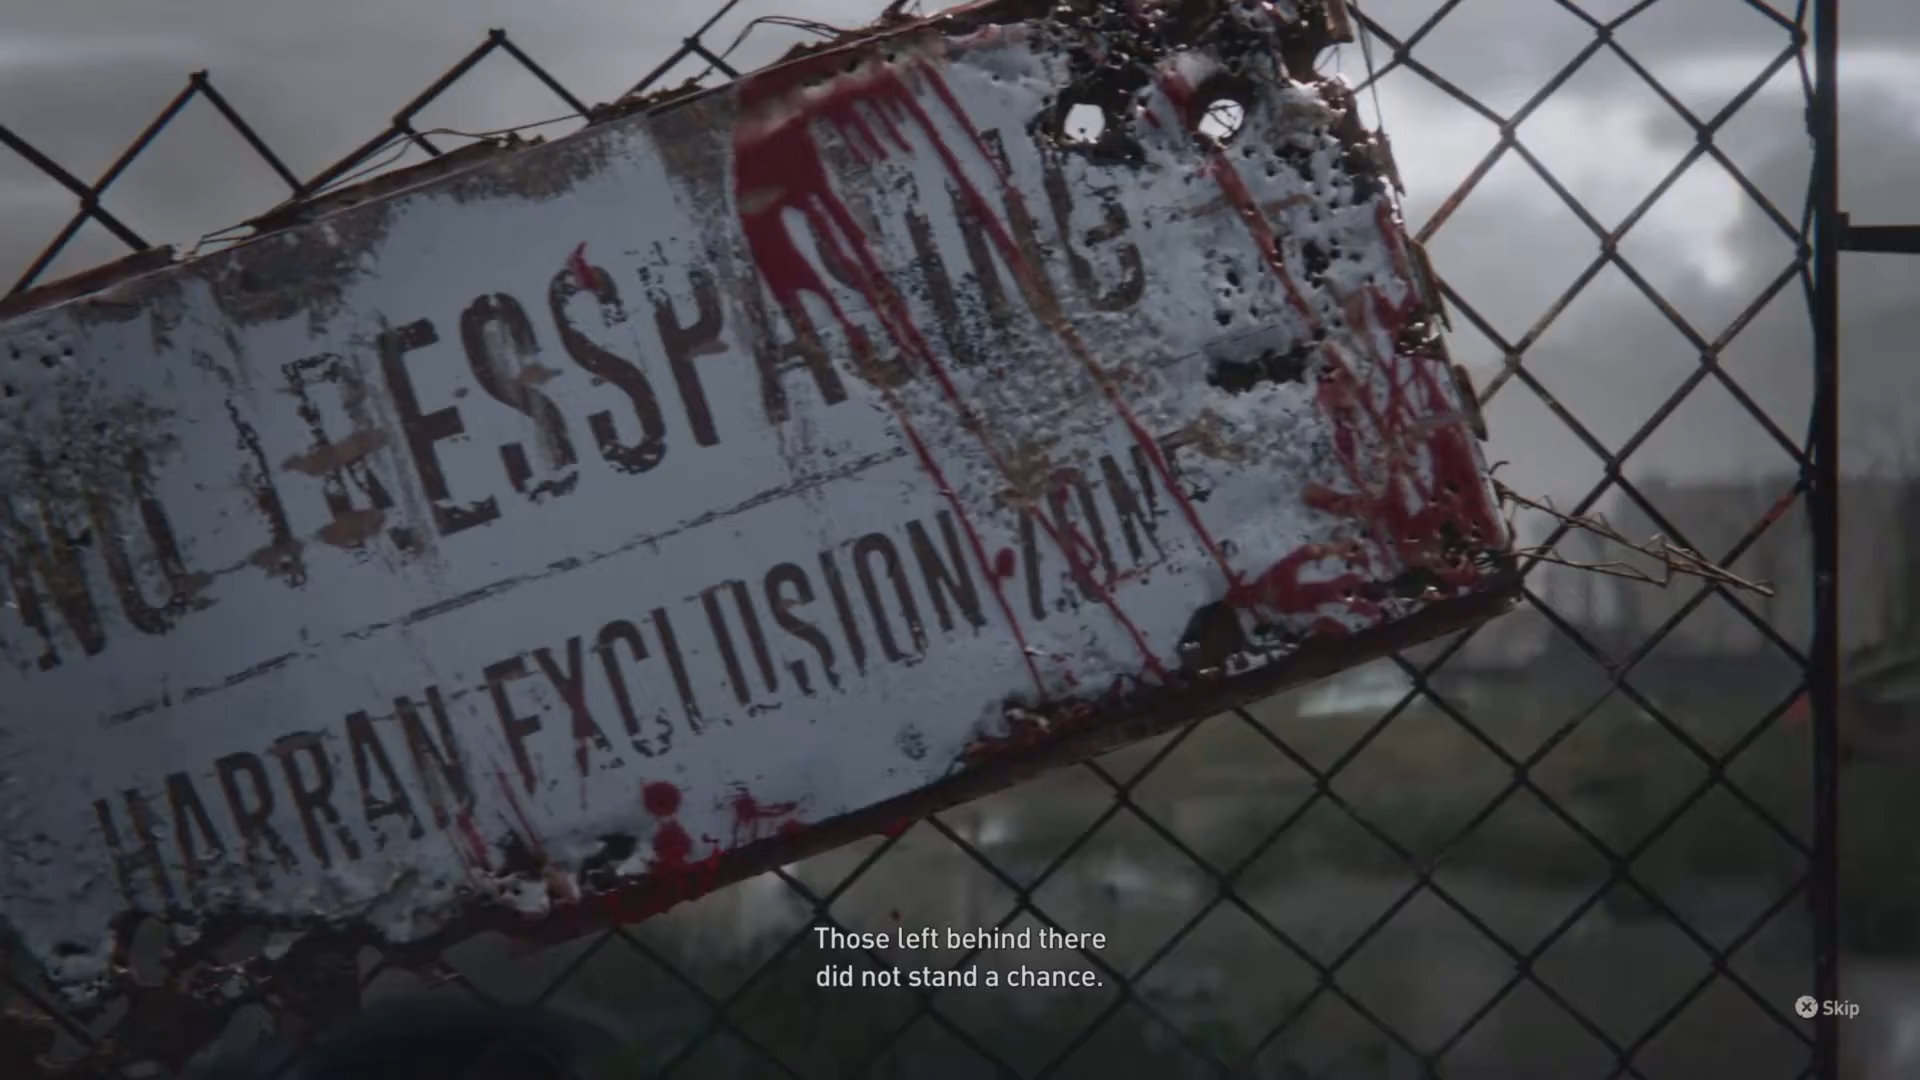 NO TRESPASSING
HARRAN EXCLUSION ZONE
Those left behind there
did not stand a chance.
Skip